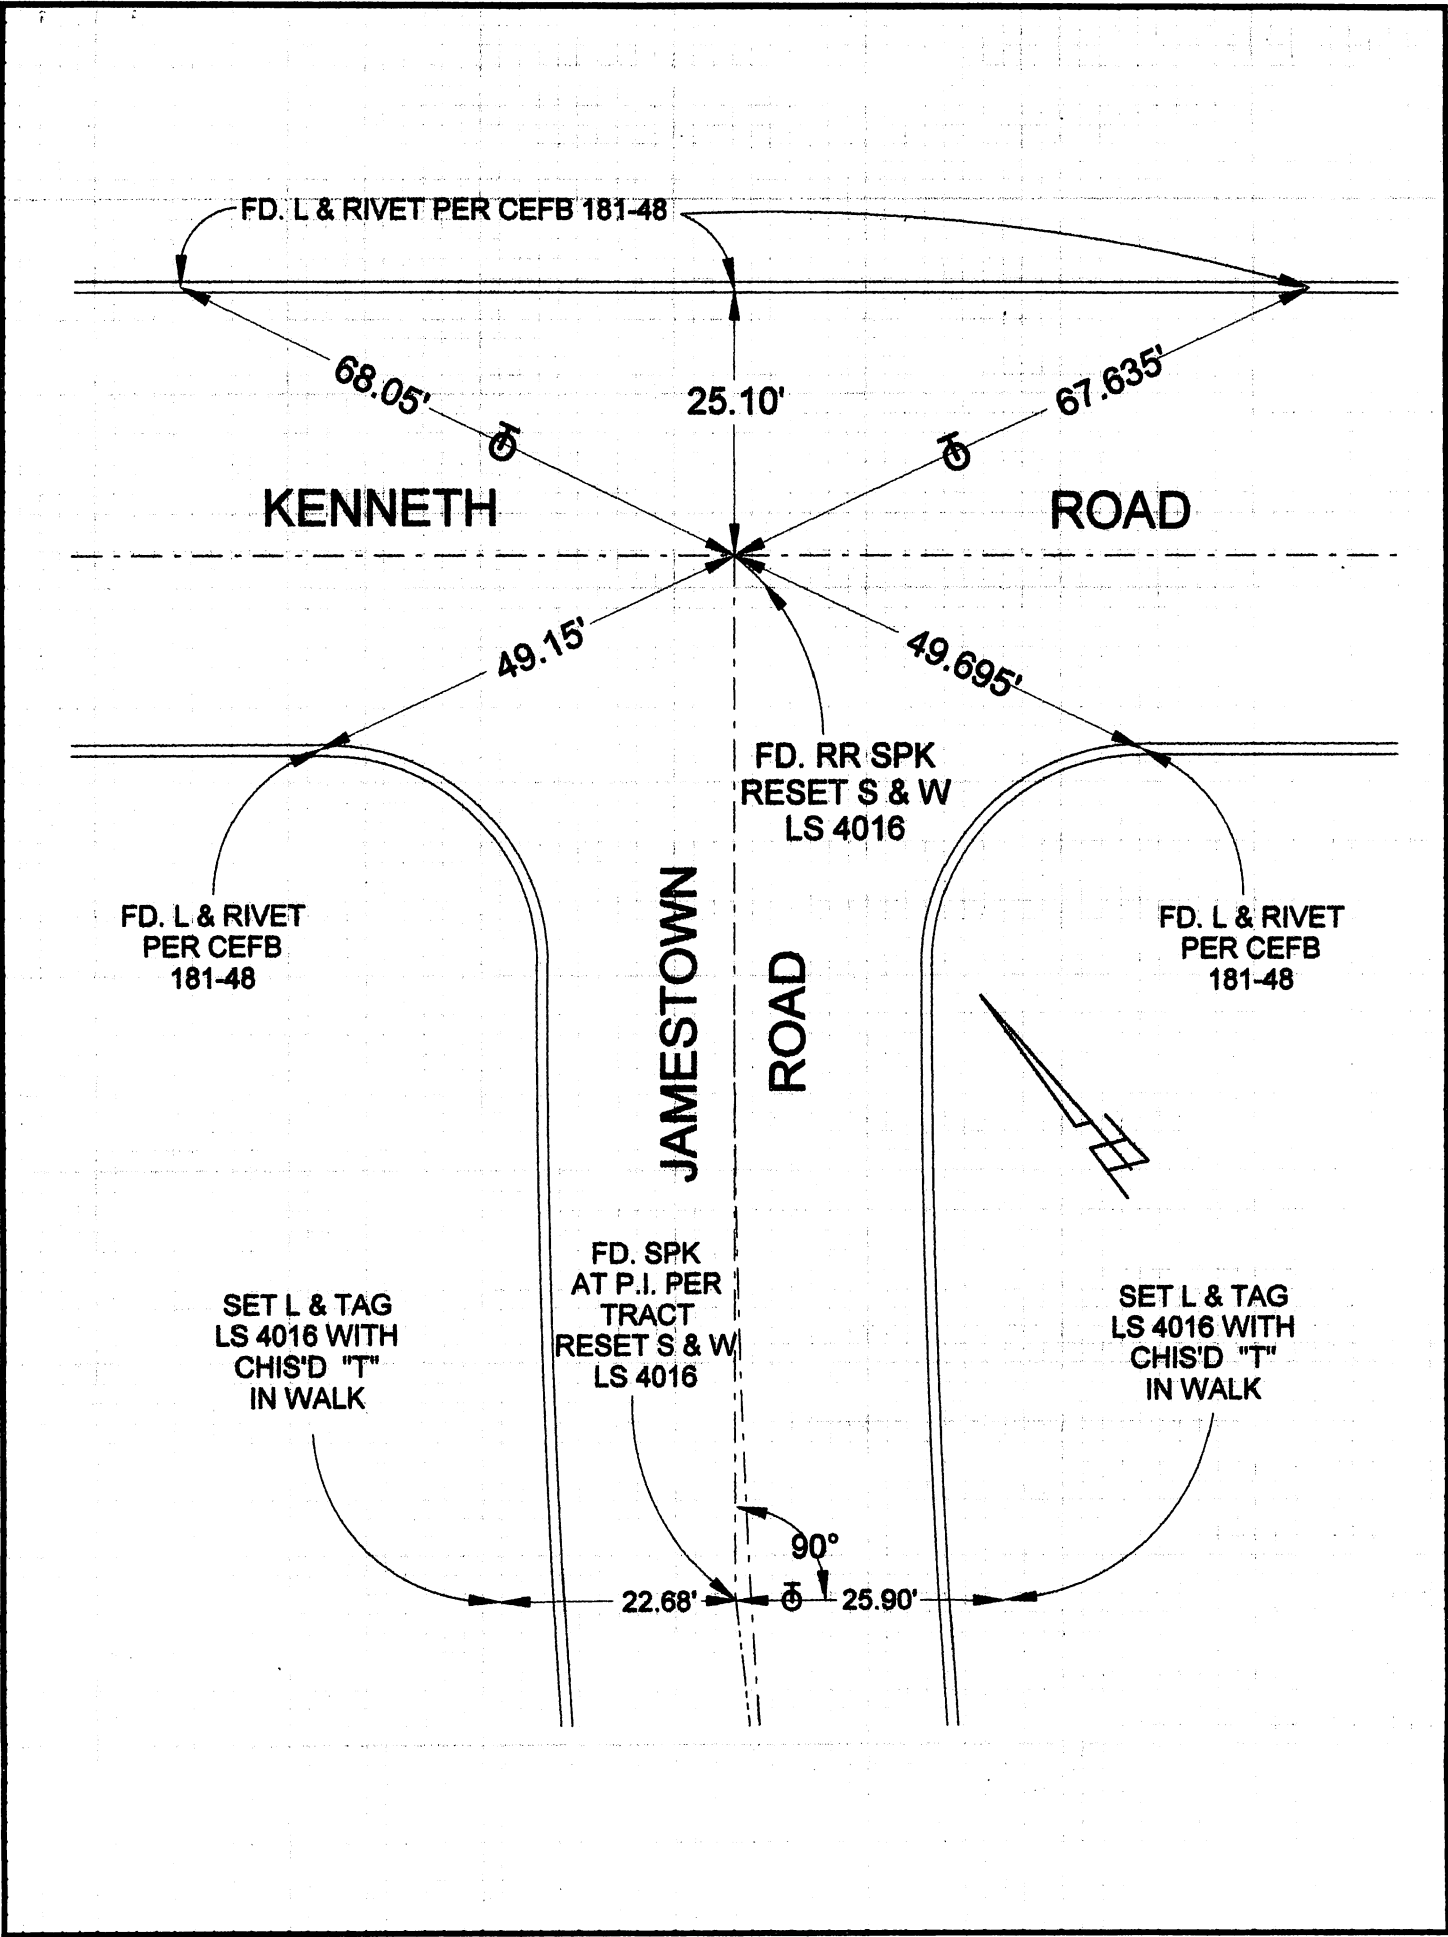 FD. L & RIVET PER CEFB 181-48
68.05'
25.10'
67.635'
KENNETH ROAD
49.15'
49.695'
FD. RR SPK
RESET S & W
LS 4016
FD. L & RIVET
PER CEFB
181-48
JAMESTOWN
ROAD
FD. L & RIVET
PER CEFB
181-48
N
SET L & TAG
LS 4016 WITH
CHIS'D "T"
IN WALK
FD. SPK
AT P.I. PER
TRACT
RESET S & W
LS 4016
SET L & TAG
LS 4016 WITH
CHIS'D "T"
IN WALK
90°
22.68'
25.90'